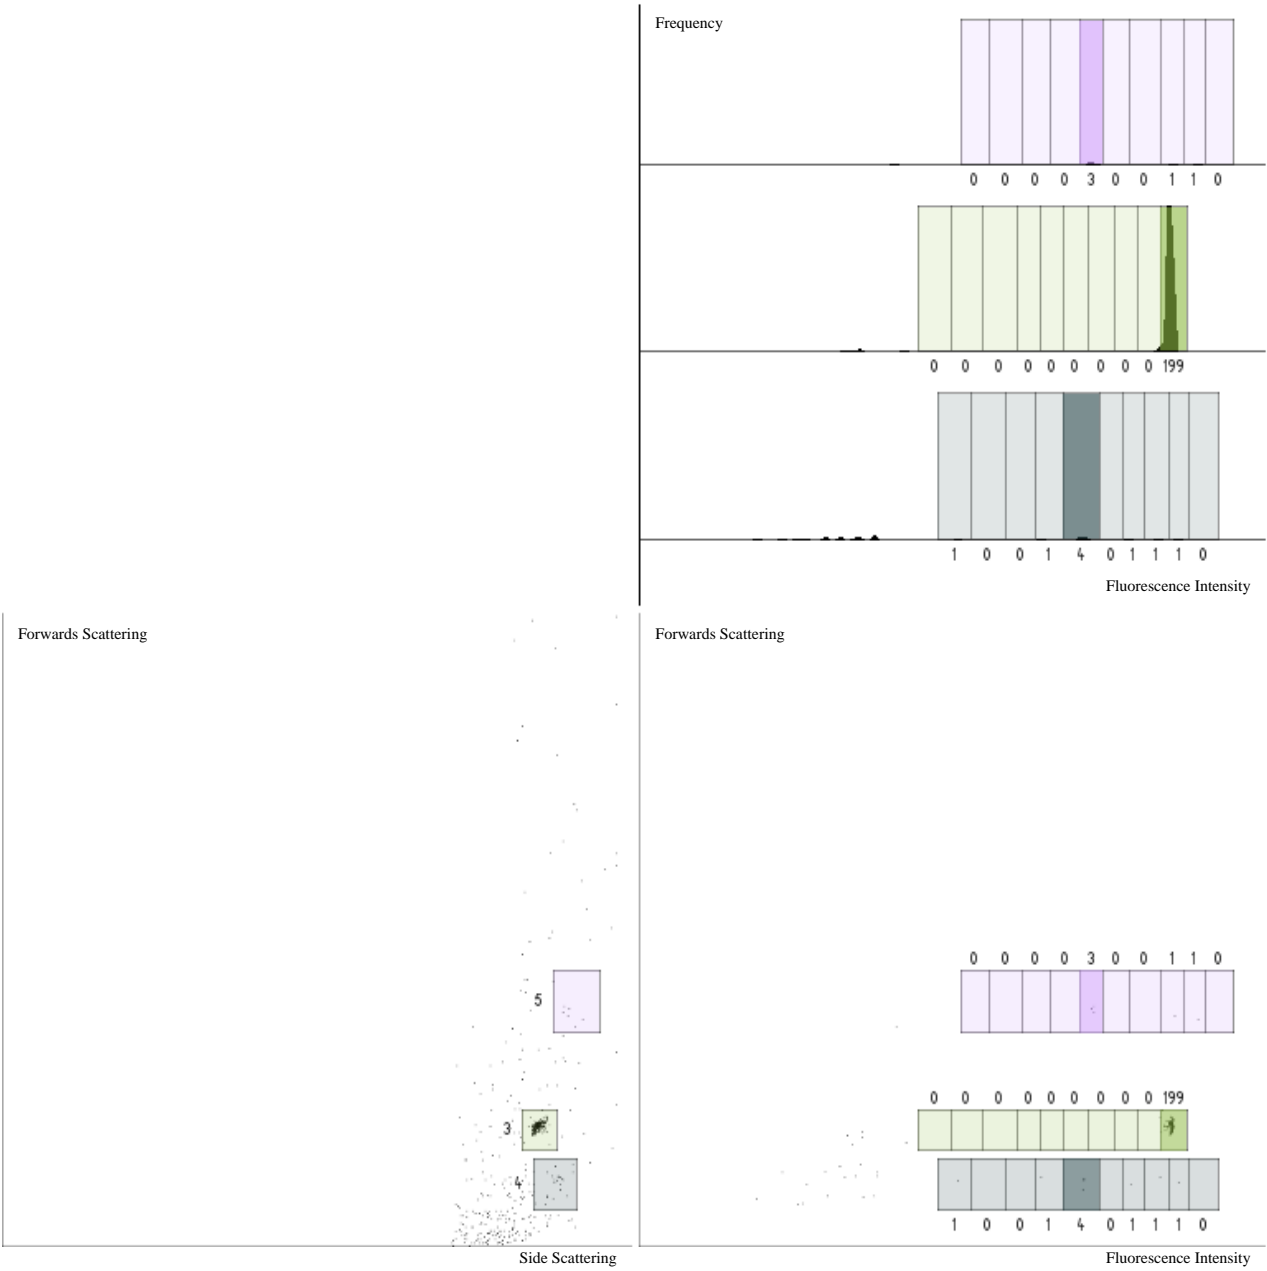 Frequency
0 0 0 0 3 0 0 1 1 0
0 0 0 0 0 0 0 0 0 199
1 0 0 1 4 0 1 1 1 0
Fluorescence Intensity
Forwards Scattering
5
3
4
Side Scattering
Forwards Scattering
0 0 0 0 3 0 0 1 1 0
0 0 0 0 0 0 0 0 0 199
1 0 0 1 4 0 1 1 1 0
Fluorescence Intensity